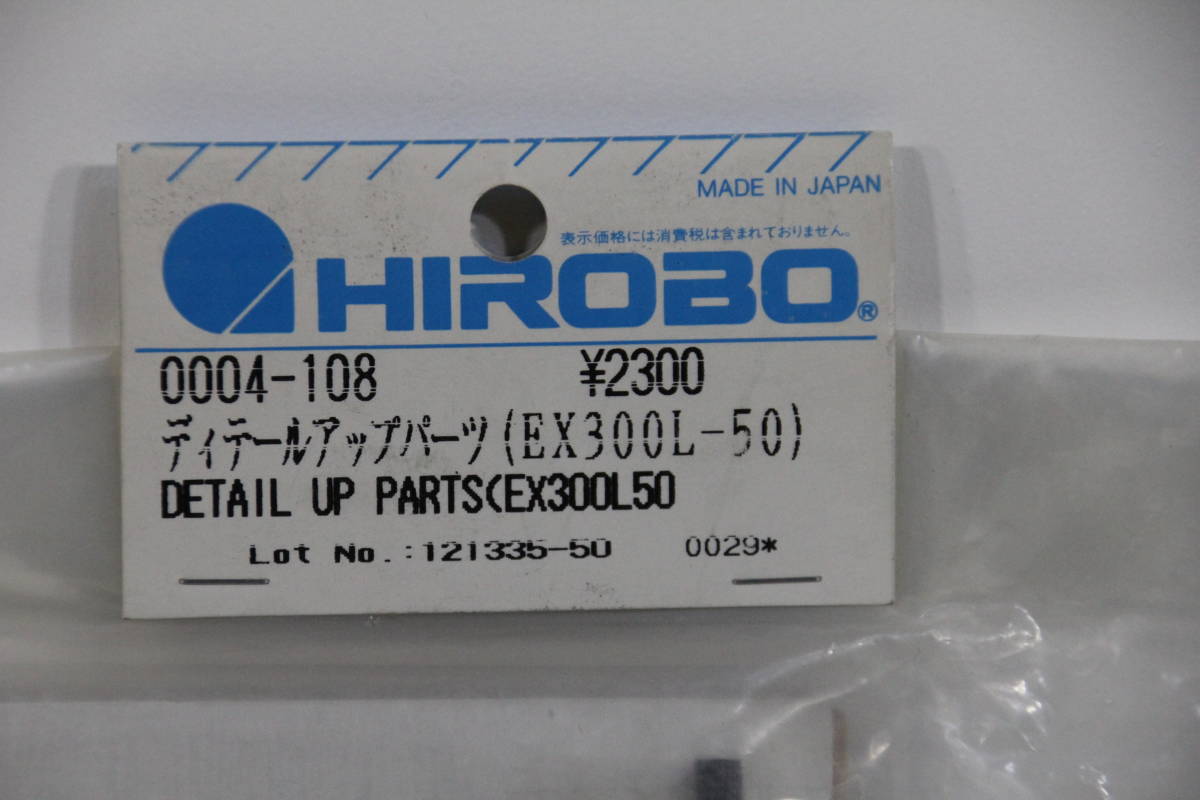 MADE IN JAPAN
表示価格には消費税は含まれておりません。
HIROBO®
0004-108 ¥2300
ディテールアップパーツ(EX300L-50)
DETAIL UP PARTS(EX300L50
Lot No.:121335-50 0029*